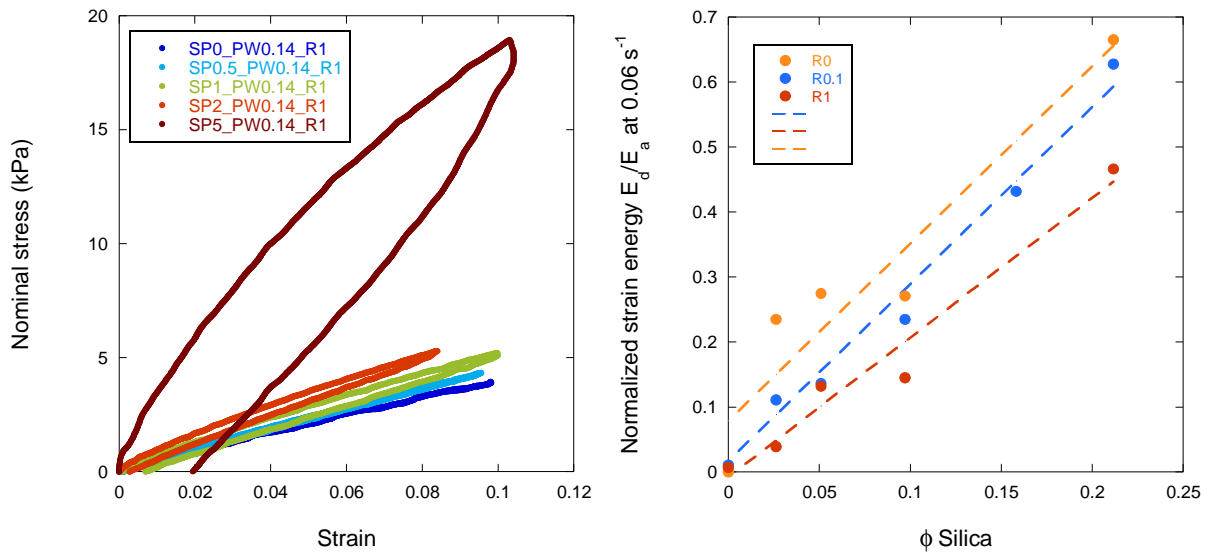 20
15
10
5
0
Nominal stress (kPa)
SP0_PW0.14_R1
SP0.5_PW0.14_R1
SP1_PW0.14_R1
SP2_PW0.14_R1
SP5_PW0.14_R1
0 0.02 0.04 0.06 0.08 0.1 0.12
Strain
0.7
0.6
0.5
0.4
0.3
0.2
0.1
0
Normalized strain energy E_d/E_a at 0.06 s⁻¹
R0
R0.1
R1
0 0.05 0.1 0.15 0.2 0.25
ϕ Silica